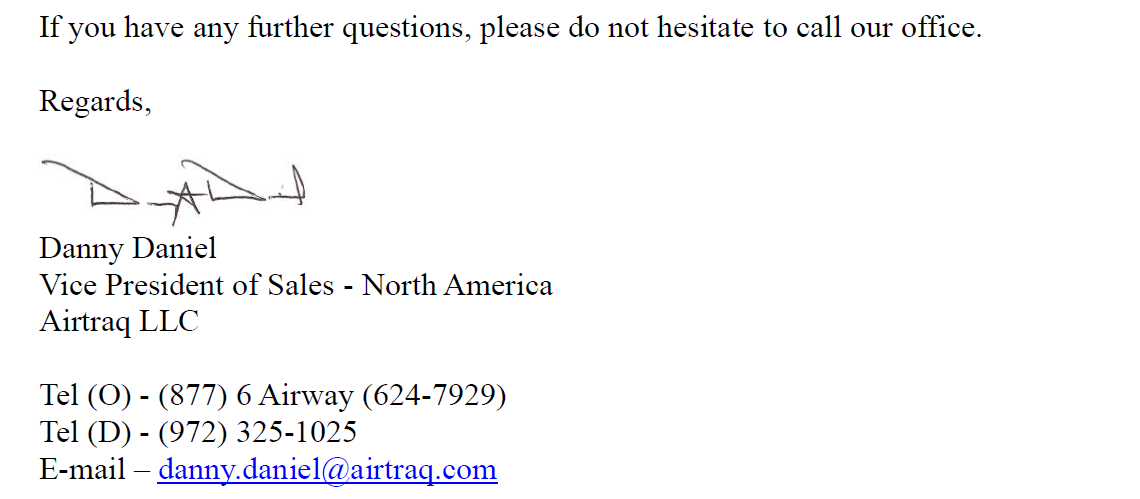 If you have any further questions, please do not hesitate to call our office.
Regards,
Danny Daniel
Vice President of Sales - North America
Airtraq LLC
Tel (O) - (877) 6 Airway (624-7929)
Tel (D) - (972) 325-1025
E-mail – danny.daniel@airtraq.com